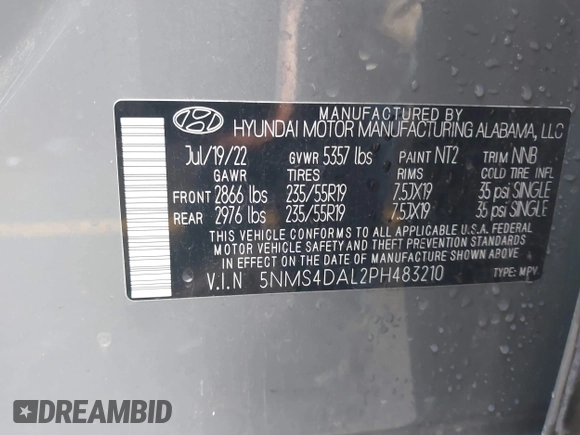 MANUFACTURED BY
HYUNDAI MOTOR MANUFACTURING ALABAMA, LLC
Jul/19/22 GVWR 5357 lbs PAINT NT2 TRIM NNB
GAWR TIRES RIMS COLD TIRE INFL
FRONT 2866 lbs 235/55R19 7.5JX19 35 psi SINGLE
REAR 2976 lbs 235/55R19 7.5JX19 35 psi SINGLE
THIS VEHICLE CONFORMS TO ALL APPLICABLE U.S.A. FEDERAL
MOTOR VEHICLE SAFETY AND THEFT PREVENTION STANDARDS
IN EFFECT ON THE DATE OF MANUFACTURE SHOWN ABOVE.
V.I.N 5NMS4DAL2PH483210 TYPE: MPV
DREAMBID